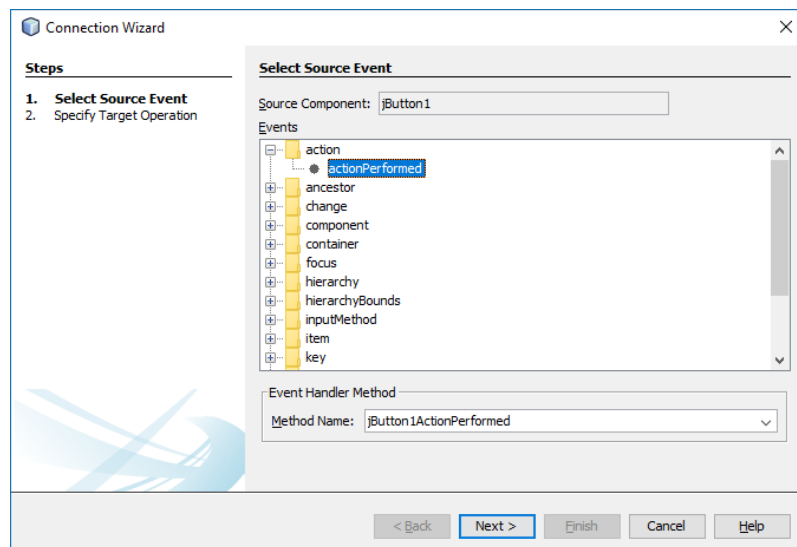 Connection Wizard
Steps
1. Select Source Event
2. Specify Target Operation
Select Source Event
Source Component: jButton1
Events
action
actionPerformed
ancestor
change
component
container
focus
hierarchy
hierarchyBounds
inputMethod
item
key
Event Handler Method
Method Name: jButton1ActionPerformed
< Back Next > Finish Cancel Help